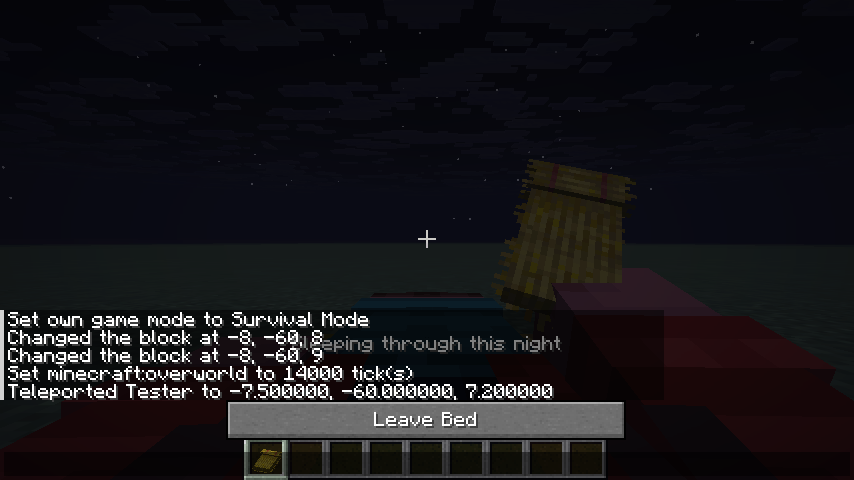 Set own game mode to Survival Mode
Changed the block at -8, -60, 8
through this night
Changed the block at -8, -60, 9
Set minecraft:overworld to 14000 tick(s)
Teleported Tester to -7.500000, -60.000000, 7.200000
Leave Bed